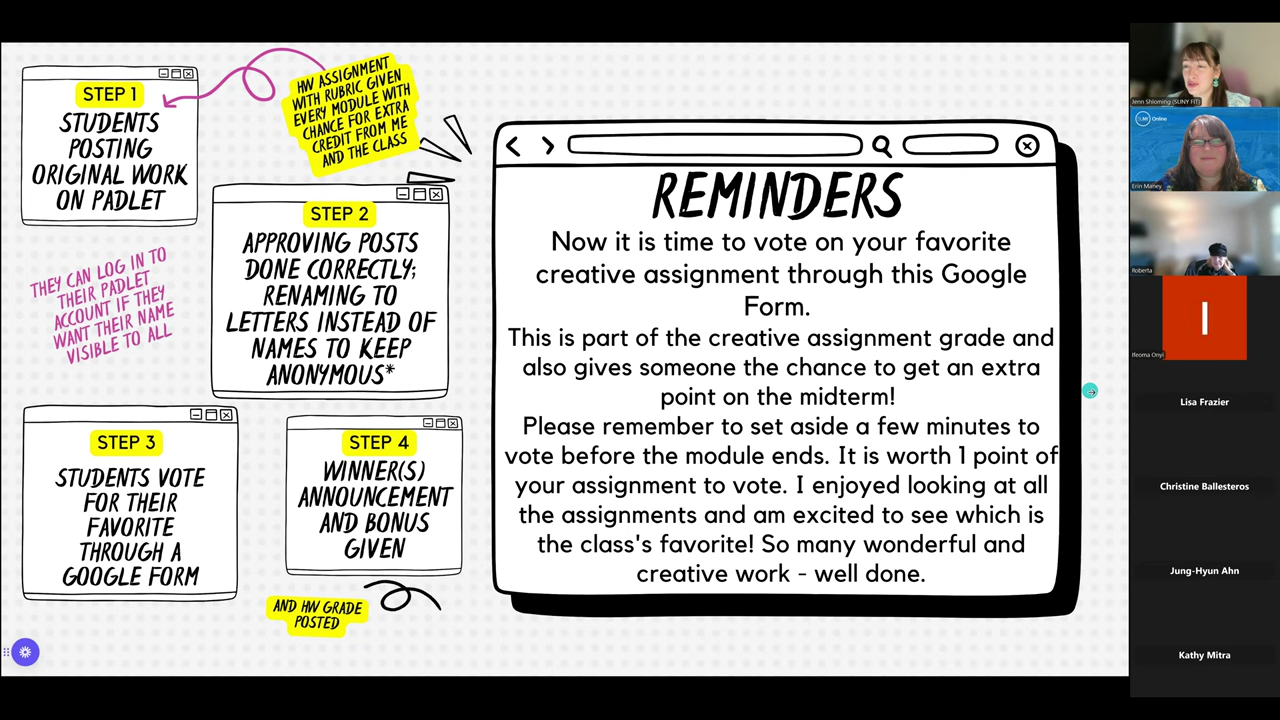 STEP 1
STUDENTS
POSTING
ORIGINAL WORK
ON PADLET
HW ASSIGNMENT
WITH RUBRIC GIVEN
EVERY MODULE WITH
CHANCE FOR EXTRA
CREDIT FROM ME
AND THE CLASS
THEY CAN LOG IN TO
THEIR PADLET
ACCOUNT IF THEY
WANT THEIR NAME
VISIBLE TO ALL
STEP 2
APPROVING POSTS
DONE CORRECTLY;
RENAMING TO
LETTERS INSTEAD OF
NAMES TO KEEP
ANONYMOUS*
STEP 3
STUDENTS VOTE
FOR THEIR
FAVORITE
THROUGH A
GOOGLE FORM
STEP 4
WINNER(S)
ANNOUNCEMENT
AND BONUS
GIVEN
AND HW GRADE
POSTED
REMINDERS
Now it is time to vote on your favorite
creative assignment through this Google
Form.
This is part of the creative assignment grade and
also gives someone the chance to get an extra
point on the midterm!
Please remember to set aside a few minutes to
vote before the module ends. It is worth 1 point of
your assignment to vote. I enjoyed looking at all
the assignments and am excited to see which is
the class's favorite! So many wonderful and
creative work - well done.
Jenn Shloming (SUNY FIT)
SUNY Online
Erin Maney
Roberta
I
Ifeoma Onyi
Lisa Frazier
Christine Ballesteros
Jung-Hyun Ahn
Kathy Mitra